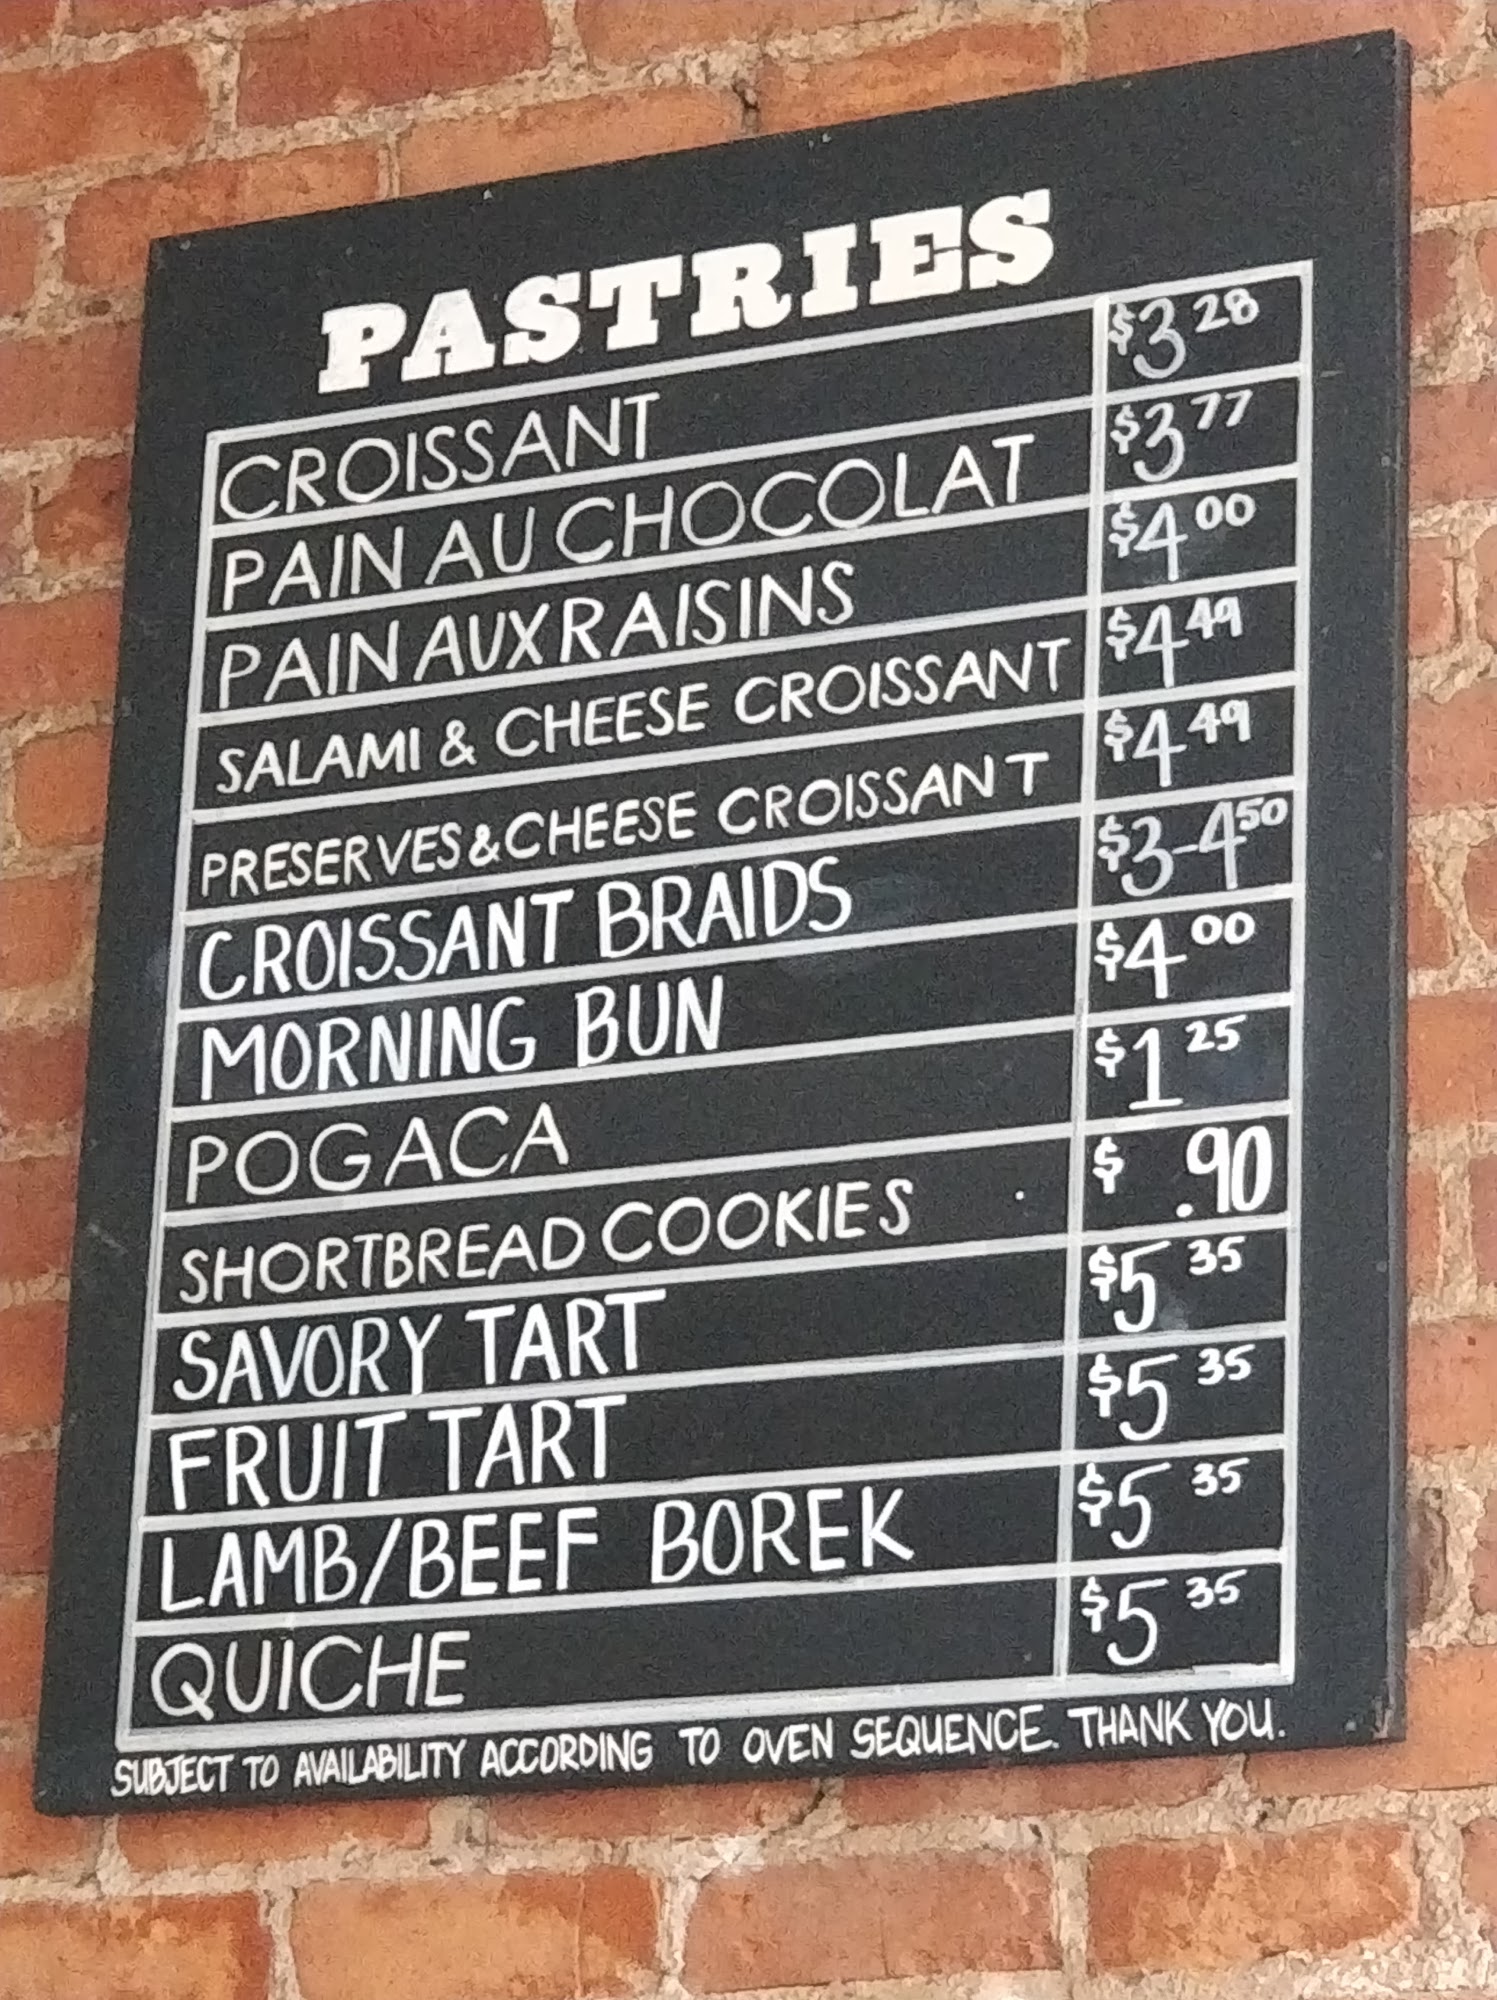 PASTRIES
CROISSANT $3 28
PAIN AU CHOCOLAT $3 77
PAIN AUX RAISINS $4 00
SALAMI & CHEESE CROISSANT $4 49
PRESERVES & CHEESE CROISSANT $4 49
CROISSANT BRAIDS $3-4 50
MORNING BUN $4 00
POGACA $1 25
SHORTBREAD COOKIES $ .90
SAVORY TART $5 35
FRUIT TART $5 35
LAMB/BEEF BOREK $5 35
QUICHE $5 35
SUBJECT TO AVAILABILITY ACCORDING TO OVEN SEQUENCE. THANK YOU.